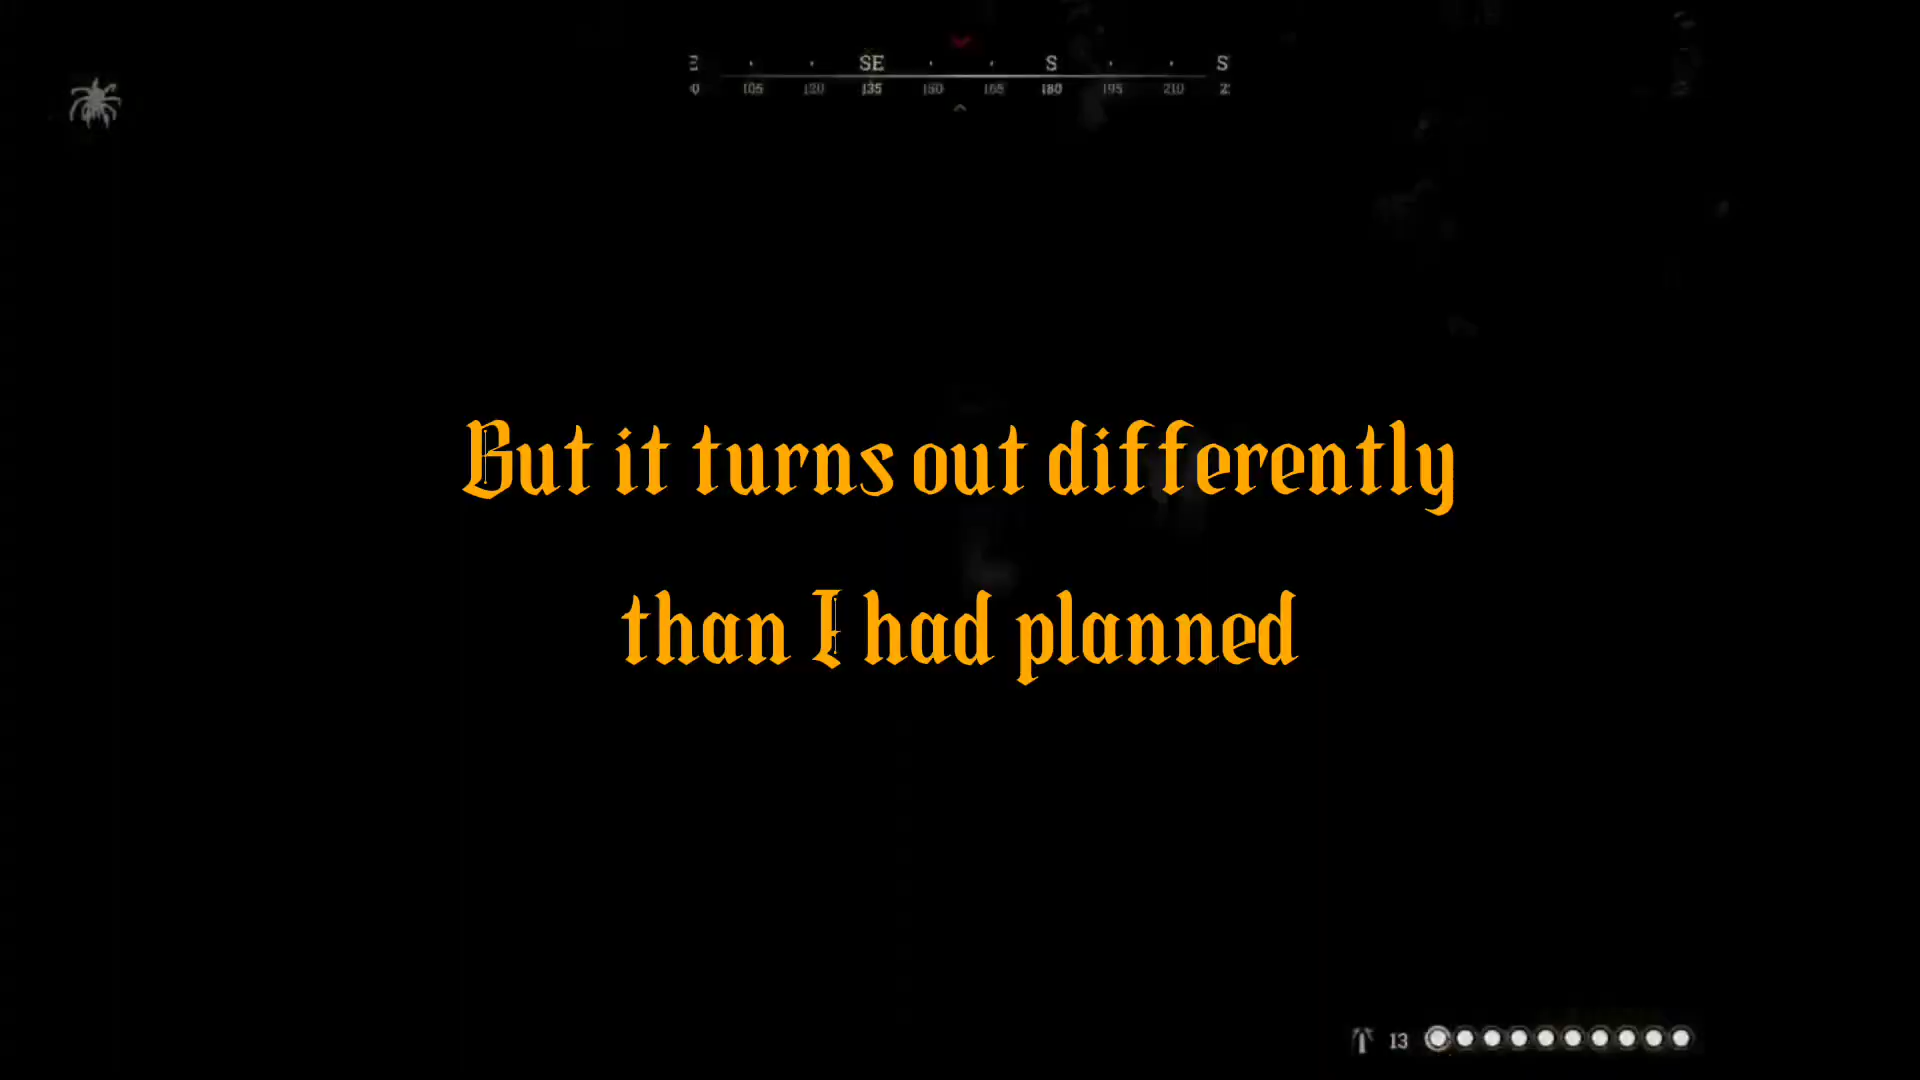 E SE S S
105 120 135 150 165 180 195 210
But it turns out differently
than I had planned
13